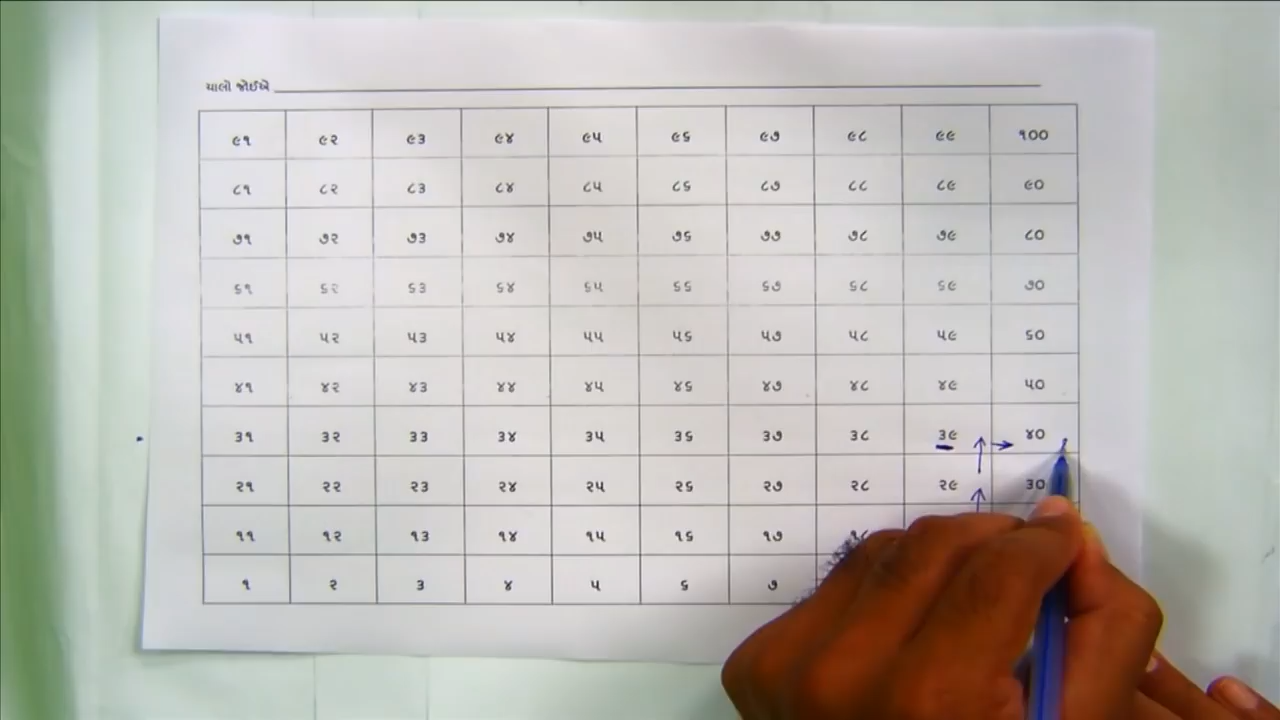 ચાલો જોઈએ
૯૧ ૯૨ ૯૩ ૯૪ ૯૫ ૯૬ ૯૭ ૯૮ ૯૯ ૧૦૦
૮૧ ૮૨ ૮૩ ૮૪ ૮૫ ૮૬ ૮૭ ૮૮ ૮૯ ૯૦
૭૧ ૭૨ ૭૩ ૭૪ ૭૫ ૭૬ ૭૭ ૭૮ ૭૯ ૮૦
૬૧ ૬૨ ૬૩ ૬૪ ૬૫ ૬૬ ૬૭ ૬૮ ૬૯ ૭૦
૫૧ ૫૨ ૫૩ ૫૪ ૫૫ ૫૬ ૫૭ ૫૮ ૫૯ ૬૦
૪૧ ૪૨ ૪૩ ૪૪ ૪૫ ૪૬ ૪૭ ૪૮ ૪૯ ૫૦
૩૧ ૩૨ ૩૩ ૩૪ ૩૫ ૩૬ ૩૭ ૩૮ ૩૯ ૪૦
૨૧ ૨૨ ૨૩ ૨૪ ૨૫ ૨૬ ૨૭ ૨૮ ૨૯ ૩૦
૧૧ ૧૨ ૧૩ ૧૪ ૧૫ ૧૬ ૧૭ ૧૮
૧ ૨ ૩ ૪ ૫ ૬ ૭